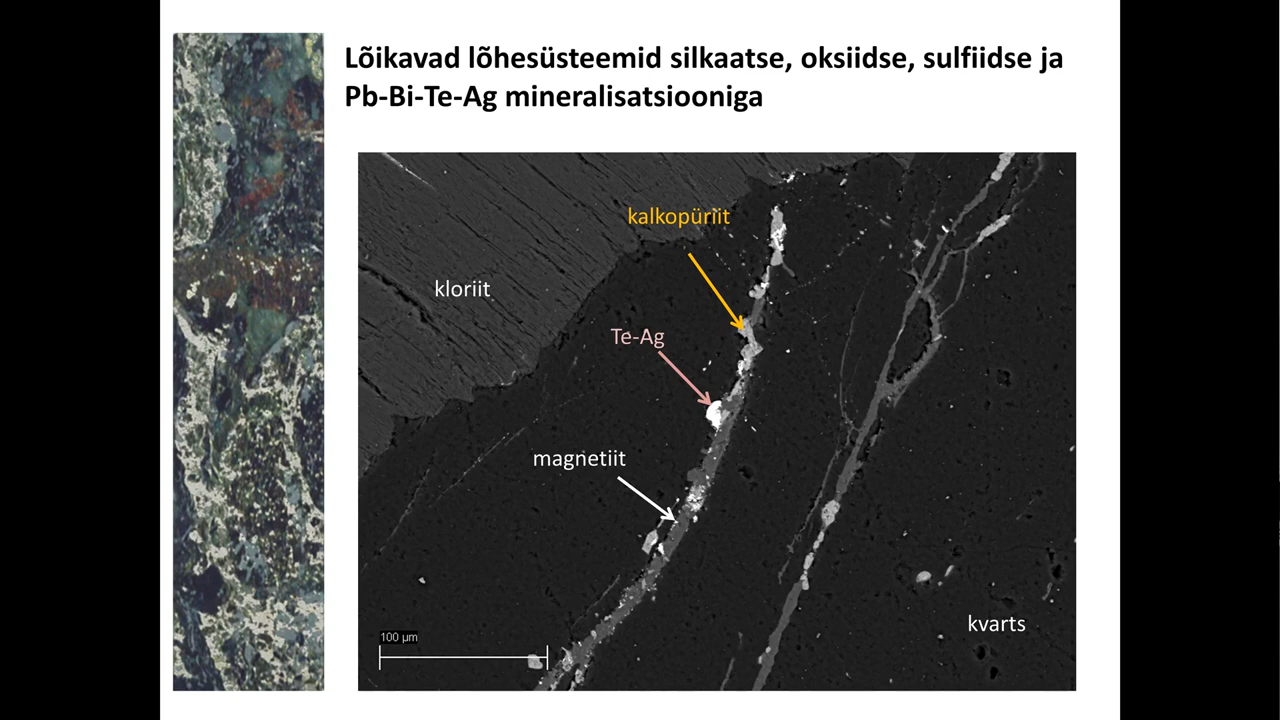 Lõikavad lõhesüsteemid silkaatse, oksiidse, sulfiidse ja
Pb-Bi-Te-Ag mineralisatsiooniga
kalkopüriit
kloriit
Te-Ag
magnetiit
kvarts
100 µm